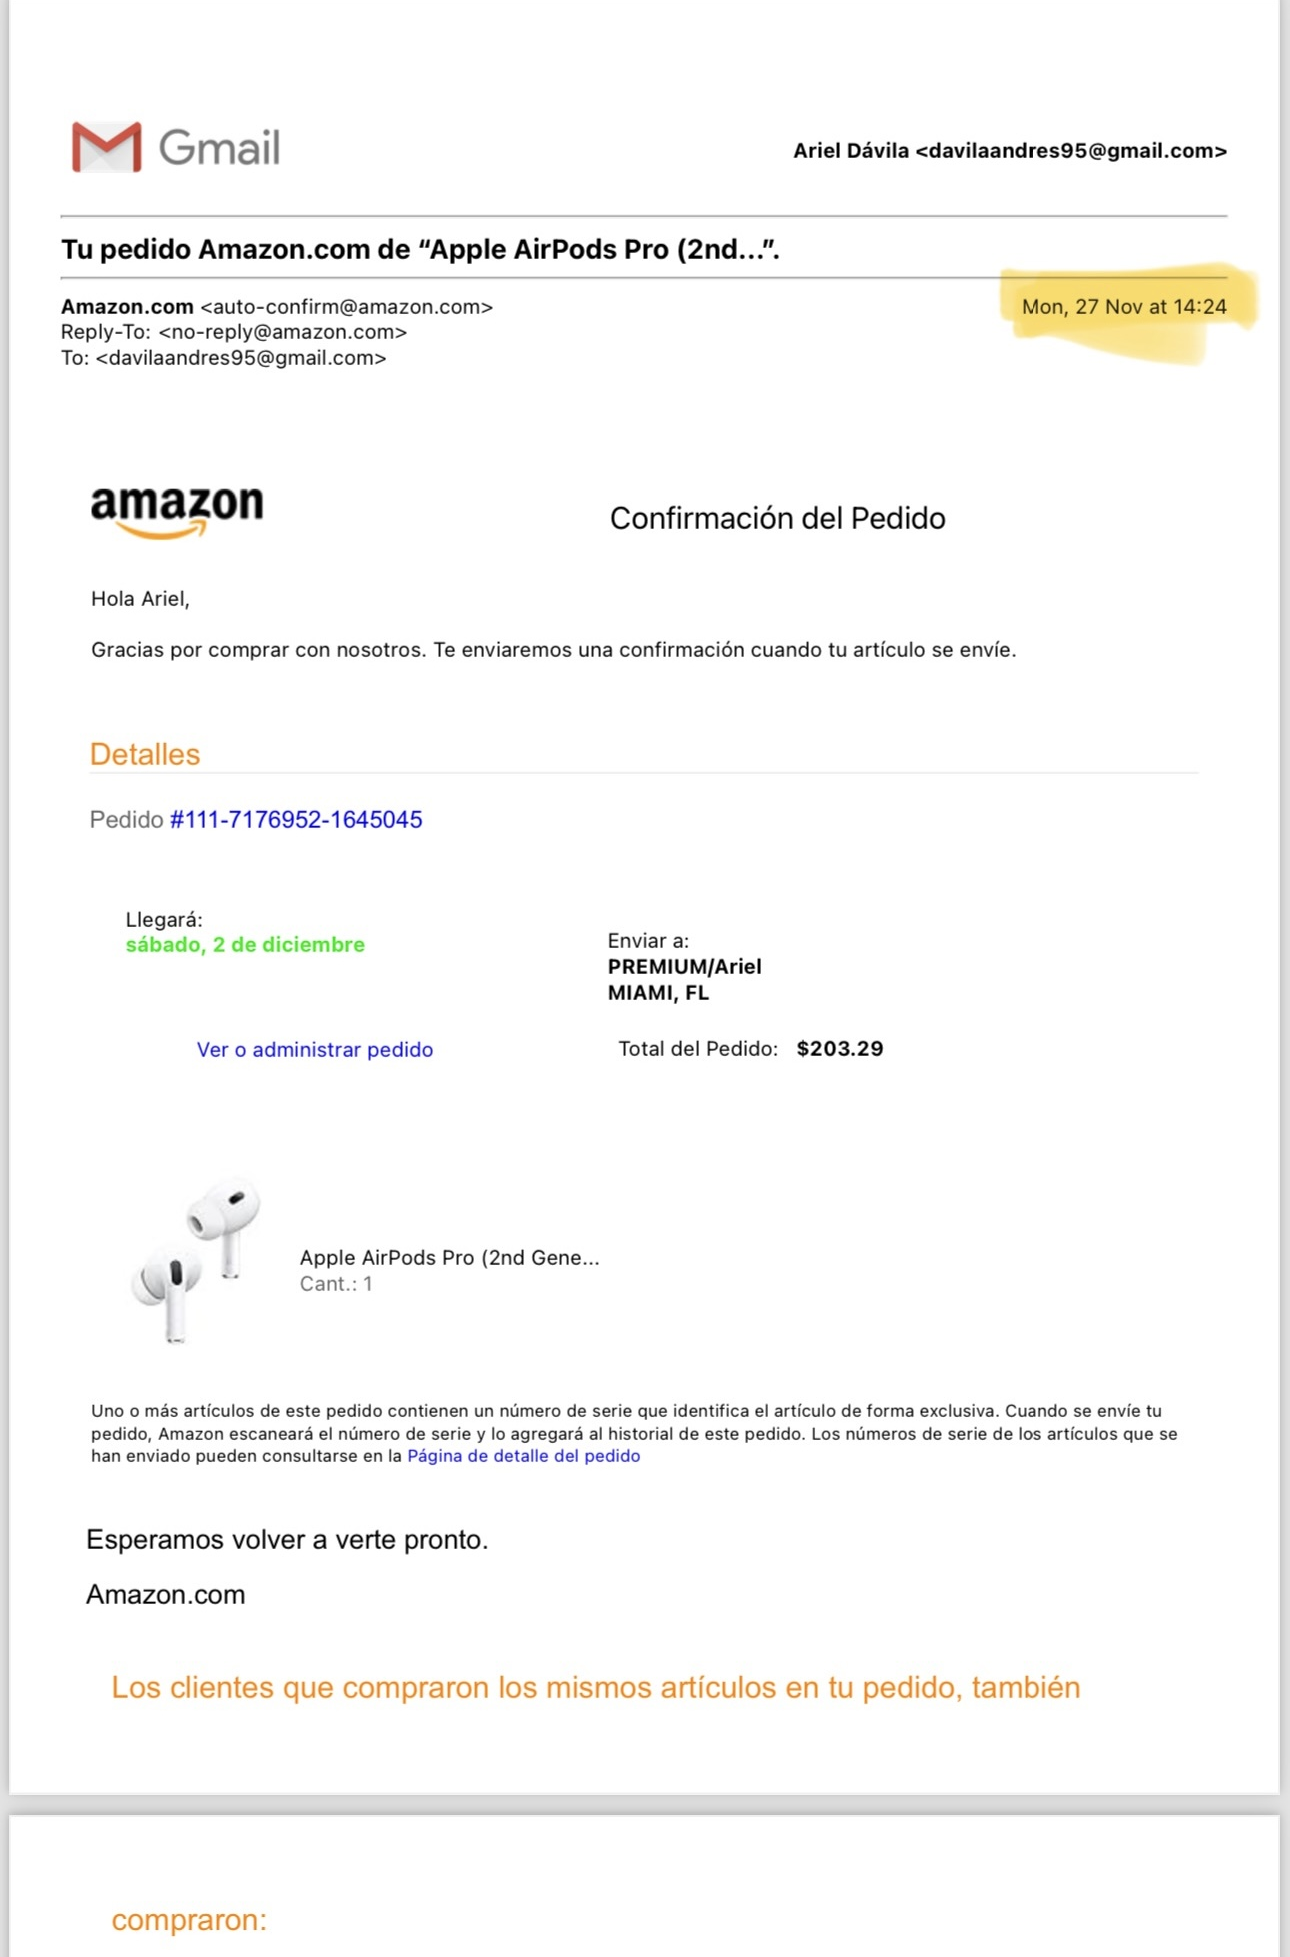 Gmail
Ariel Dávila <davilaandres95@gmail.com>
Tu pedido Amazon.com de “Apple AirPods Pro (2nd...”.
Amazon.com <auto-confirm@amazon.com>
Mon, 27 Nov at 14:24
Reply-To: <no-reply@amazon.com>
To: <davilaandres95@gmail.com>
amazon
Confirmación del Pedido
Hola Ariel,
Gracias por comprar con nosotros. Te enviaremos una confirmación cuando tu artículo se envíe.
Detalles
Pedido #111-7176952-1645045
Llegará:
sábado, 2 de diciembre
Enviar a:
PREMIUM/Ariel
MIAMI, FL
Ver o administrar pedido
Total del Pedido: $203.29
Apple AirPods Pro (2nd Gene...
Cant.: 1
Uno o más artículos de este pedido contienen un número de serie que identifica el artículo de forma exclusiva. Cuando se envíe tu
pedido, Amazon escaneará el número de serie y lo agregará al historial de este pedido. Los números de serie de los artículos que se
han enviado pueden consultarse en la Página de detalle del pedido
Esperamos volver a verte pronto.
Amazon.com
Los clientes que compraron los mismos artículos en tu pedido, también
compraron: